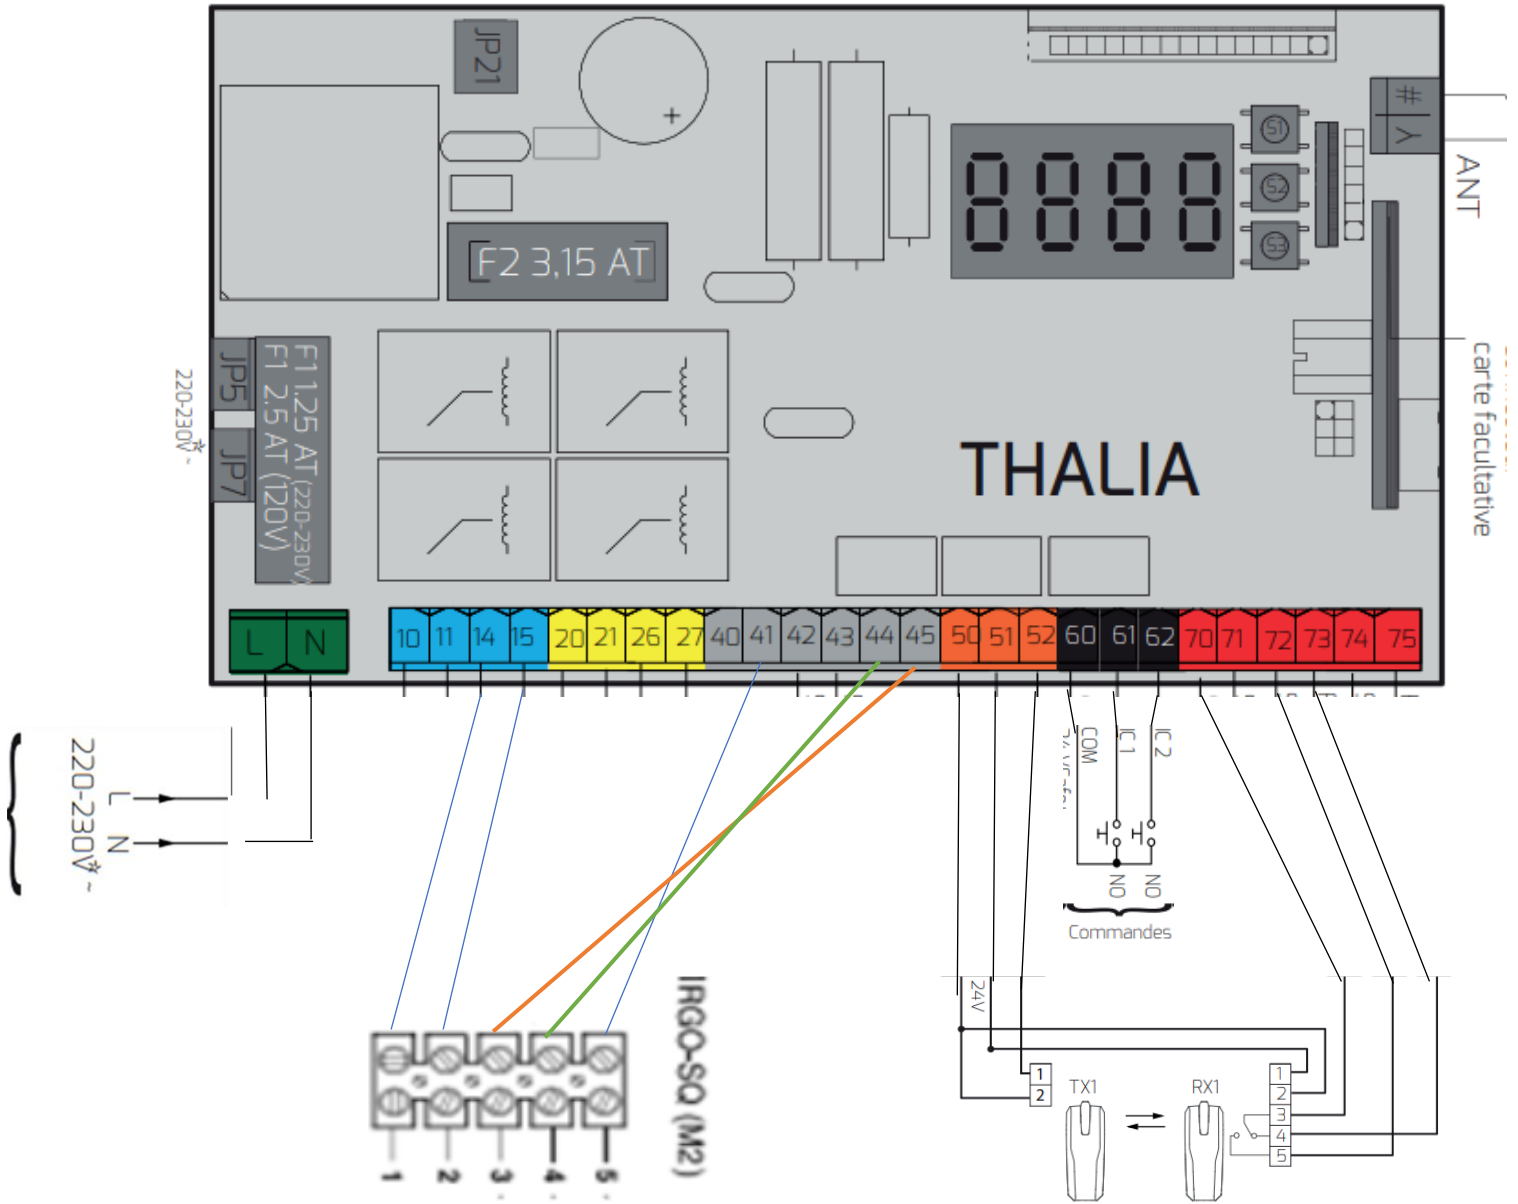 JP21
#
Y
ANT
S1
S2
S3
F2 3,15 AT
JP5
JP7
F1 1.25 AT (220-230V)
F1 2.5 AT (120V)
220-230V*~
THALIA
carte facultative
L N
10 11 14 15 20 21 26 27 40 41 42 43 44 45 50 51 52 60 61 62 70 71 72 73 74 75
220-230V*~
L
N
COM
IC 1
IC 2
NO
NO
Commandes
24V
IRGO-SQ (M2)
1 2 3 4 5
1
2
TX1
RX1
1
2
3
4
5